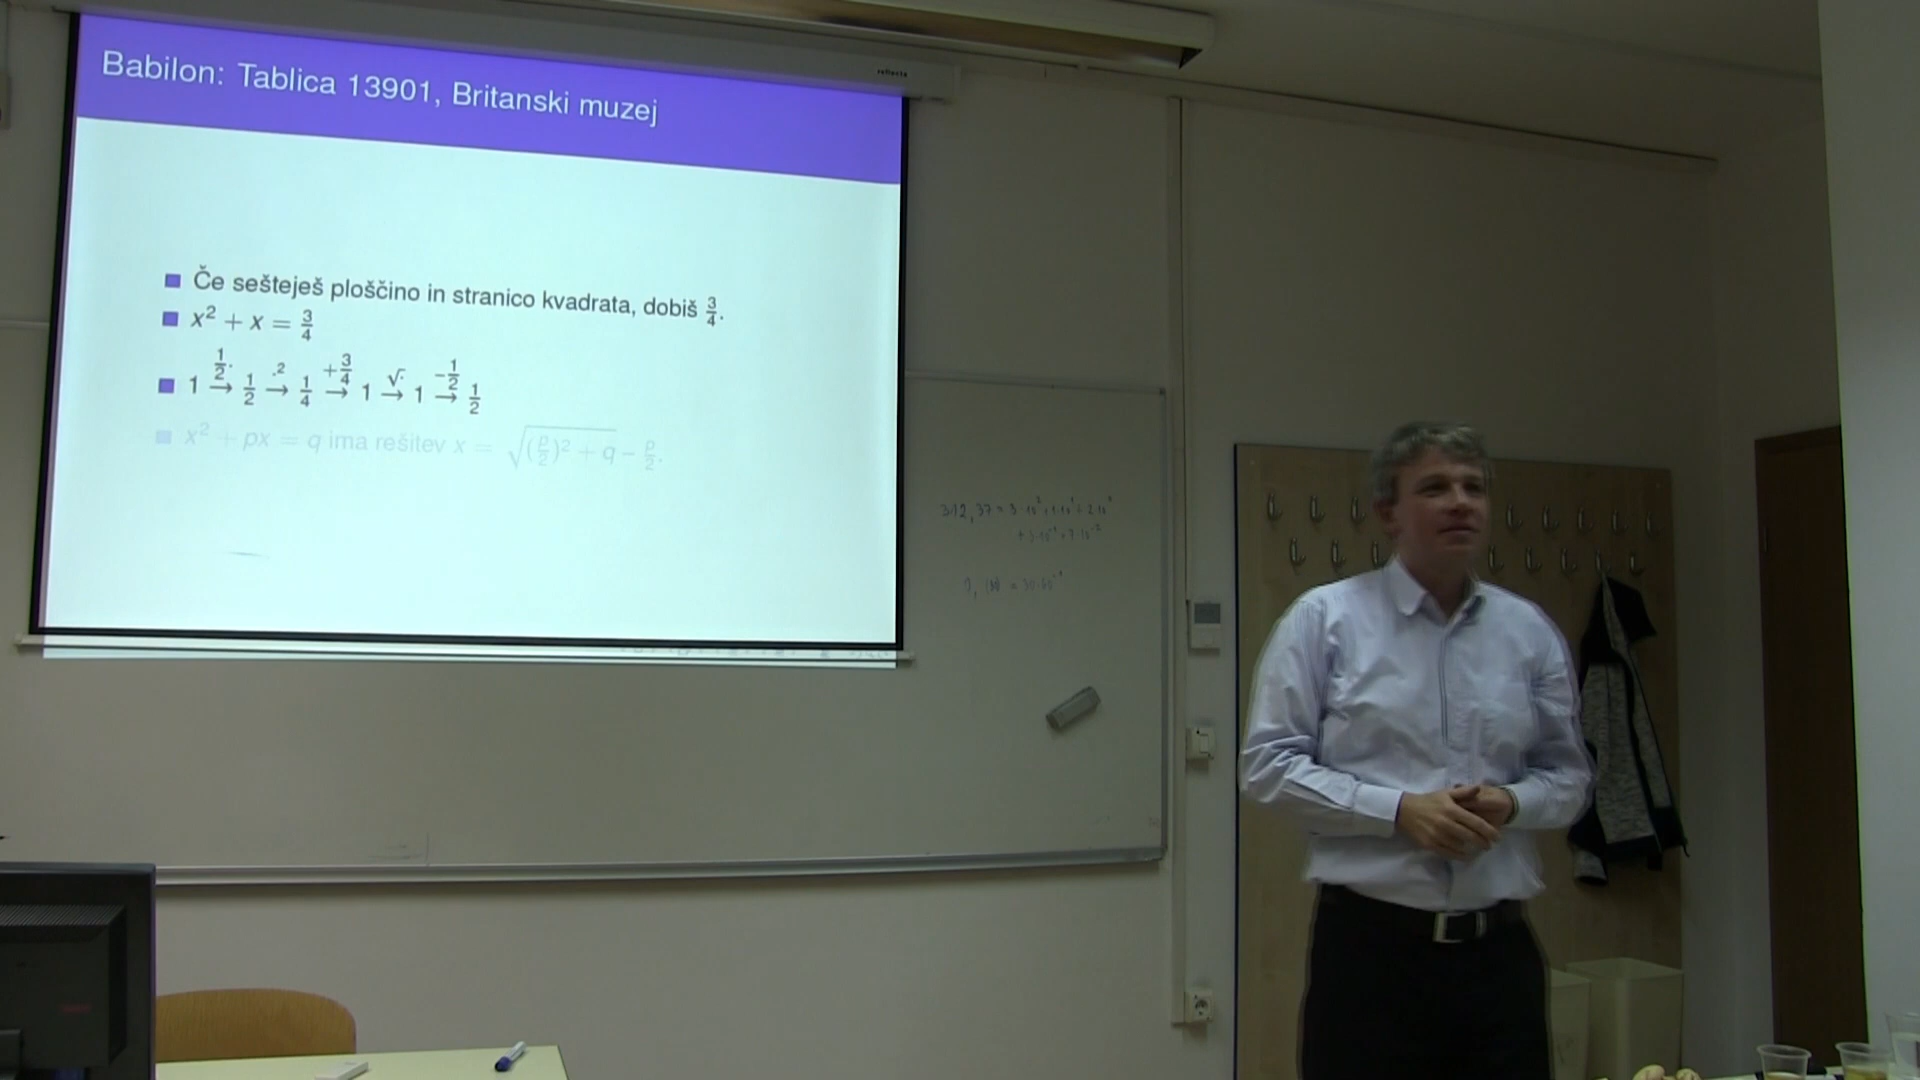 Babilon: Tablica 13901, Britanski muzej
reflecta
Če sešteješ ploščino in stranico kvadrata, dobiš 3/4.
x² + x = 3/4
1 →(1/2·) 1/2 →(·²) 1/4 →(+3/4) 1 →(√·) 1 →(−1/2) 1/2
x² + px = q ima rešitev x = √((p/2)² + q) − p/2.